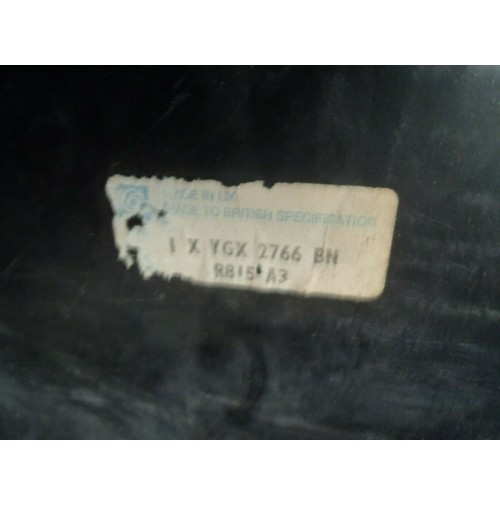 MADE IN UK
MADE TO BRITISH SPECIFICATION
1 X YGX 2766 BN
R815 A3